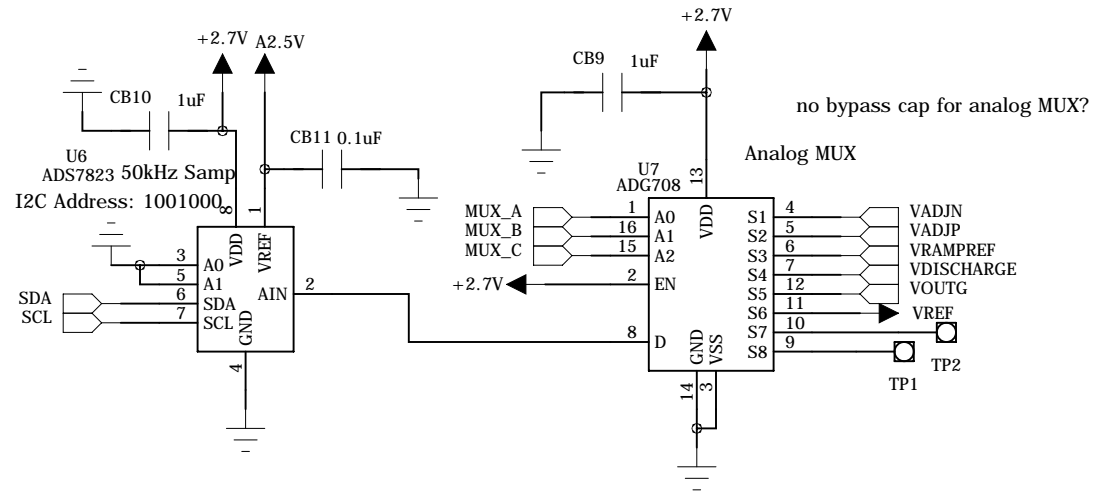 +2.7V
+2.7V A2.5V
CB9 1uF
CB10 1uF
no bypass cap for analog MUX?
CB11 0.1uF
U6
ADS7823 50kHz Samp
Analog MUX
U7
ADG708
I2C Address: 1001000
8 1 13
VDD VREF VDD
MUX_A 1 A0 S1 4 VADJN
MUX_B 16 A1 S2 5 VADJP
MUX_C 15 A2 S3 6 VRAMPREF
3 A0 S4 7 VDISCHARGE
5 A1 +2.7V 2 EN S5 12 VOUTG
SDA 6 SDA AIN 2 S6 11 VREF
SCL 7 SCL S7 10 TP2
GND 8 D GND VSS S8 9 TP1
4 14 3